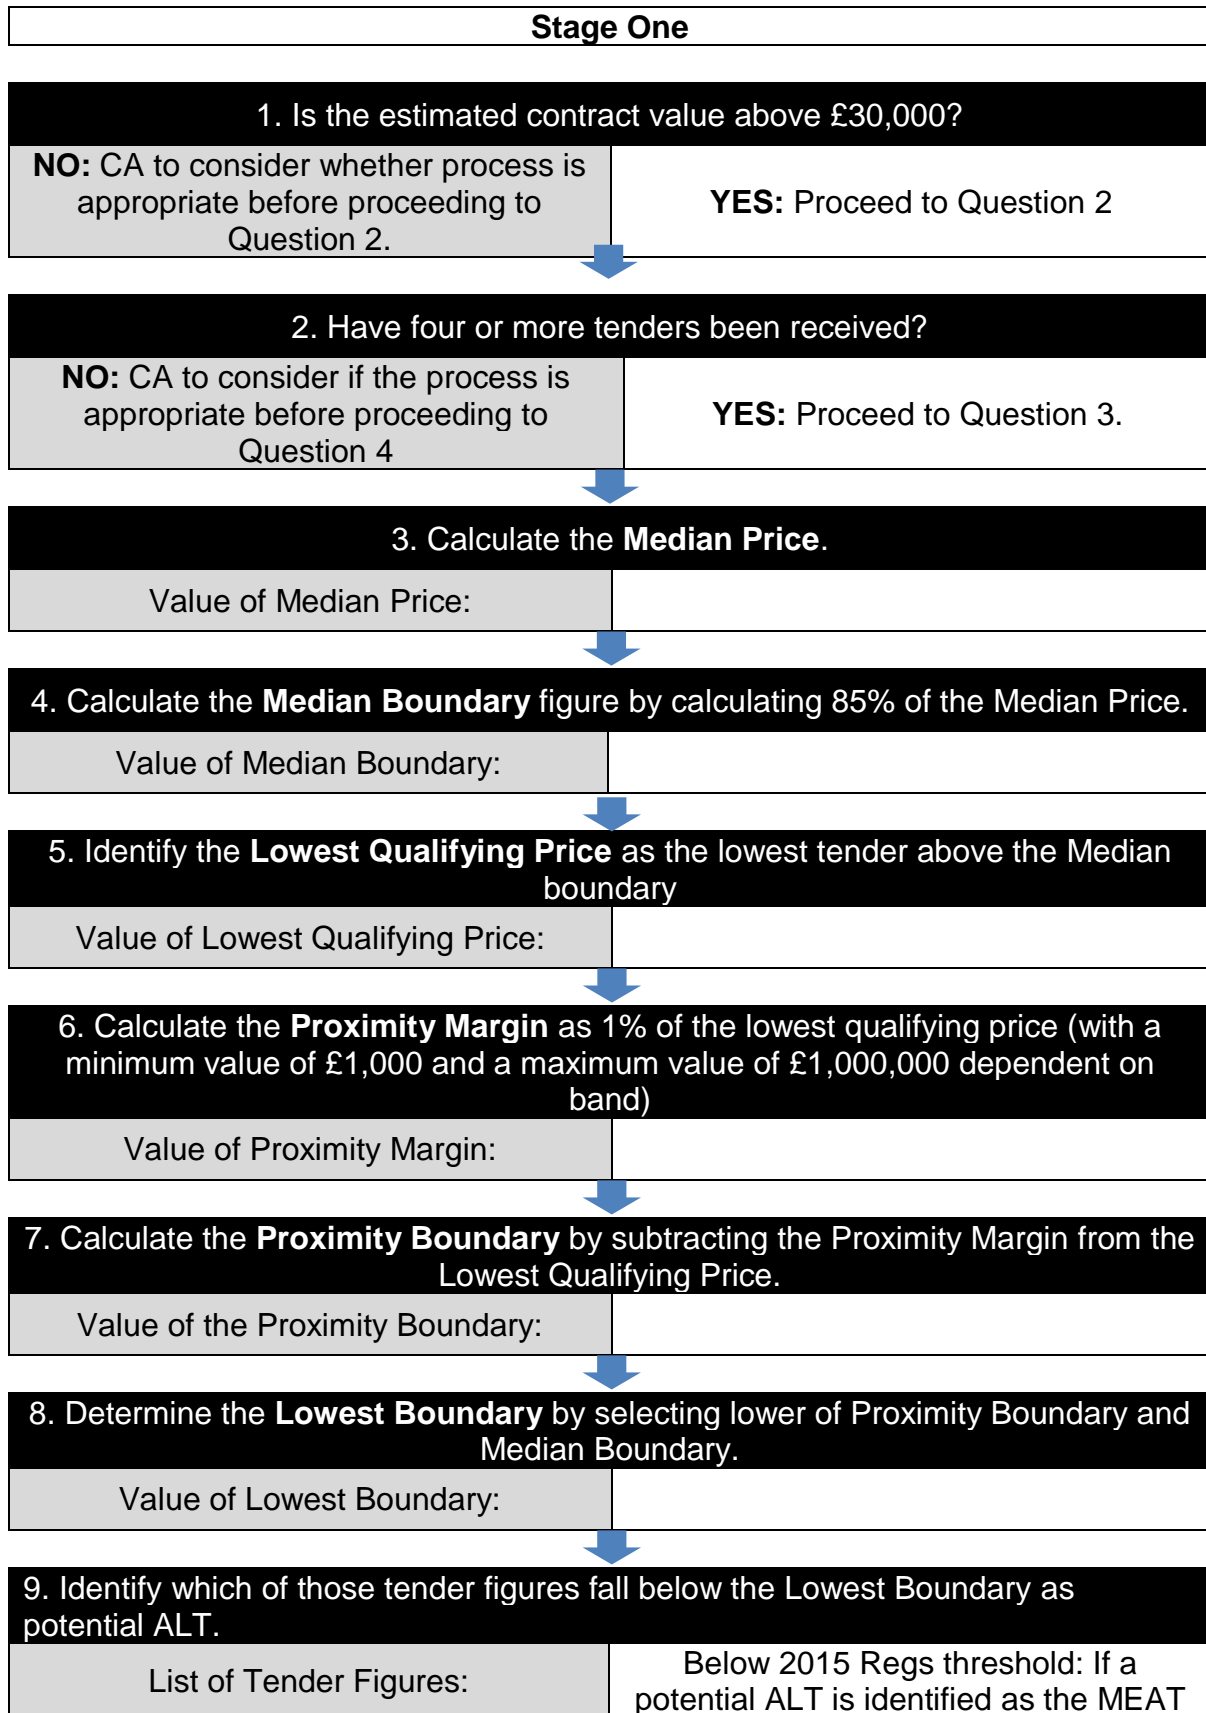 Stage One
1. Is the estimated contract value above £30,000?
NO: CA to consider whether process is
appropriate before proceeding to
Question 2.
YES: Proceed to Question 2
2. Have four or more tenders been received?
NO: CA to consider if the process is
appropriate before proceeding to
Question 4
YES: Proceed to Question 3.
3. Calculate the Median Price.
Value of Median Price:
4. Calculate the Median Boundary figure by calculating 85% of the Median Price.
Value of Median Boundary:
5. Identify the Lowest Qualifying Price as the lowest tender above the Median
boundary
Value of Lowest Qualifying Price:
6. Calculate the Proximity Margin as 1% of the lowest qualifying price (with a
minimum value of £1,000 and a maximum value of £1,000,000 dependent on
band)
Value of Proximity Margin:
7. Calculate the Proximity Boundary by subtracting the Proximity Margin from the
Lowest Qualifying Price.
Value of the Proximity Boundary:
8. Determine the Lowest Boundary by selecting lower of Proximity Boundary and
Median Boundary.
Value of Lowest Boundary:
9. Identify which of those tender figures fall below the Lowest Boundary as
potential ALT.
List of Tender Figures:
Below 2015 Regs threshold: If a
potential ALT is identified as the MEAT